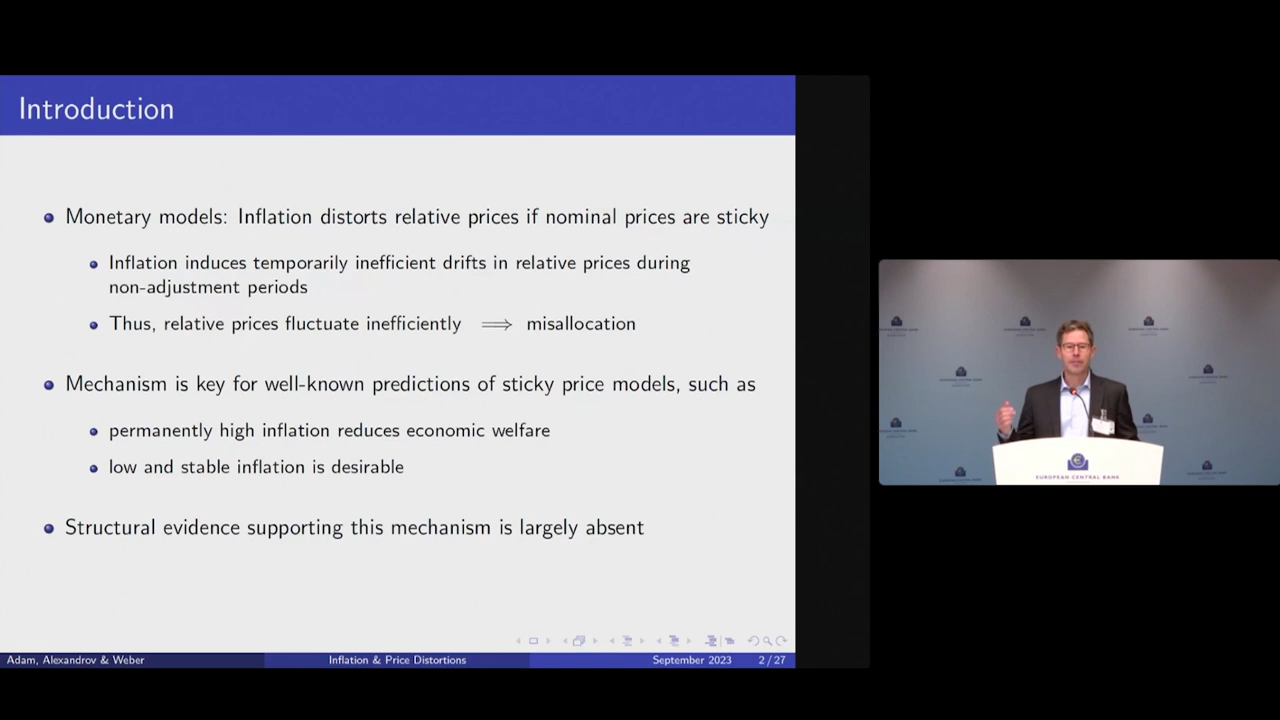 Introduction
Monetary models: Inflation distorts relative prices if nominal prices are sticky
Inflation induces temporarily inefficient drifts in relative prices during
non-adjustment periods
Thus, relative prices fluctuate inefficiently ⟹ misallocation
Mechanism is key for well-known predictions of sticky price models, such as
permanently high inflation reduces economic welfare
low and stable inflation is desirable
Structural evidence supporting this mechanism is largely absent
Adam, Alexandrov & Weber
Inflation & Price Distortions
September 2023
2 / 27
EUROPEAN CENTRAL BANK